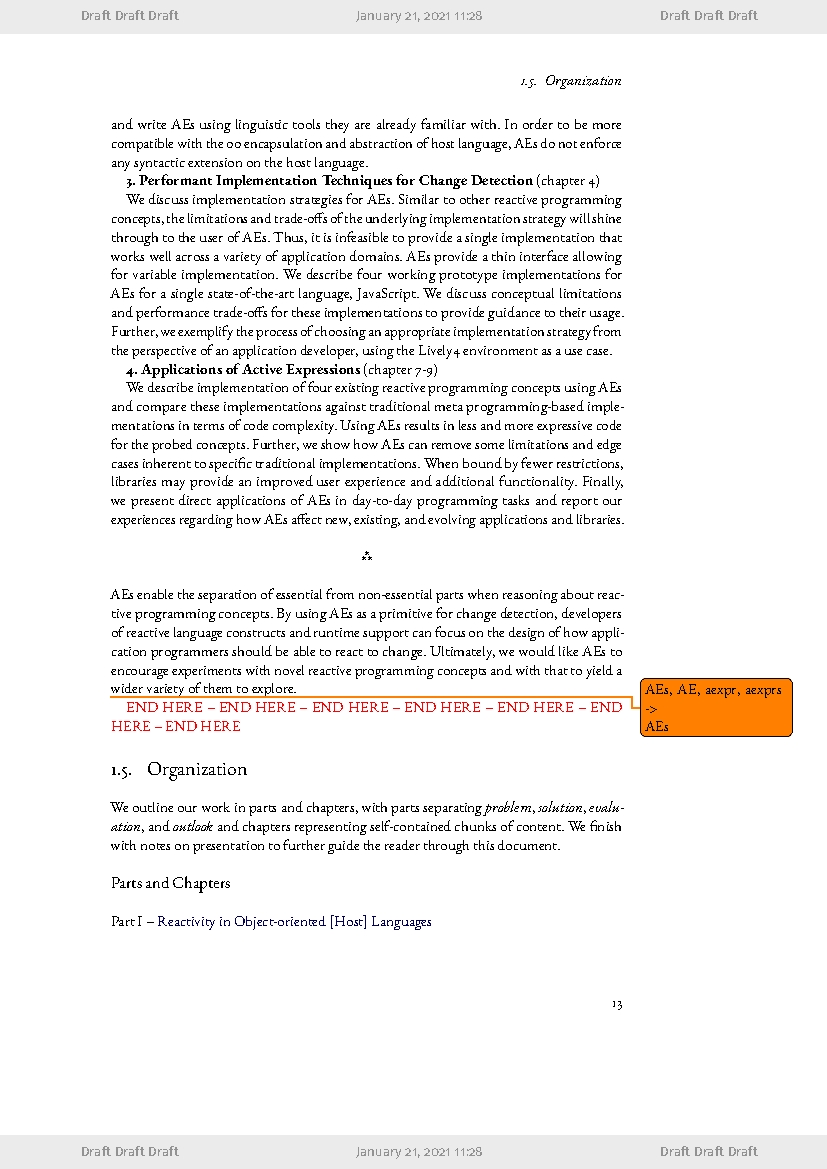 Draft Draft Draft January 21, 2021 11:28 Draft Draft Draft
1.5. Organization
and write AEs using linguistic tools they are already familiar with. In order to be more
compatible with the oo encapsulation and abstraction of host language, AEs do not enforce
any syntactic extension on the host language.
3. Performant Implementation Techniques for Change Detection (chapter 4)
We discuss implementation strategies for AEs. Similar to other reactive programming
concepts, the limitations and trade-offs of the underlying implementation strategy will shine
through to the user of AEs. Thus, it is infeasible to provide a single implementation that
works well across a variety of application domains. AEs provide a thin interface allowing
for variable implementation. We describe four working prototype implementations for
AEs for a single state-of-the-art language, JavaScript. We discuss conceptual limitations
and performance trade-offs for these implementations to provide guidance to their usage.
Further, we exemplify the process of choosing an appropriate implementation strategy from
the perspective of an application developer, using the Lively4 environment as a use case.
4. Applications of Active Expressions (chapter 7-9)
We describe implementation of four existing reactive programming concepts using AEs
and compare these implementations against traditional meta programming-based imple-
mentations in terms of code complexity. Using AEs results in less and more expressive code
for the probed concepts. Further, we show how AEs can remove some limitations and edge
cases inherent to specific traditional implementations. When bound by fewer restrictions,
libraries may provide an improved user experience and additional functionality. Finally,
we present direct applications of AEs in day-to-day programming tasks and report our
experiences regarding how AEs affect new, existing, and evolving applications and libraries.
⁂
AEs enable the separation of essential from non-essential parts when reasoning about reac-
tive programming concepts. By using AEs as a primitive for change detection, developers
of reactive language constructs and runtime support can focus on the design of how appli-
cation programmers should be able to react to change. Ultimately, we would like AEs to
encourage experiments with novel reactive programming concepts and with that to yield a
wider variety of them to explore.
END HERE – END HERE – END HERE – END HERE – END HERE – END
HERE – END HERE
AEs, AE, aexpr, aexprs
->
AEs
1.5. Organization
We outline our work in parts and chapters, with parts separating problem, solution, evalu-
ation, and outlook and chapters representing self-contained chunks of content. We finish
with notes on presentation to further guide the reader through this document.
Parts and Chapters
Part I – Reactivity in Object-oriented [Host] Languages
13
Draft Draft Draft January 21, 2021 11:28 Draft Draft Draft